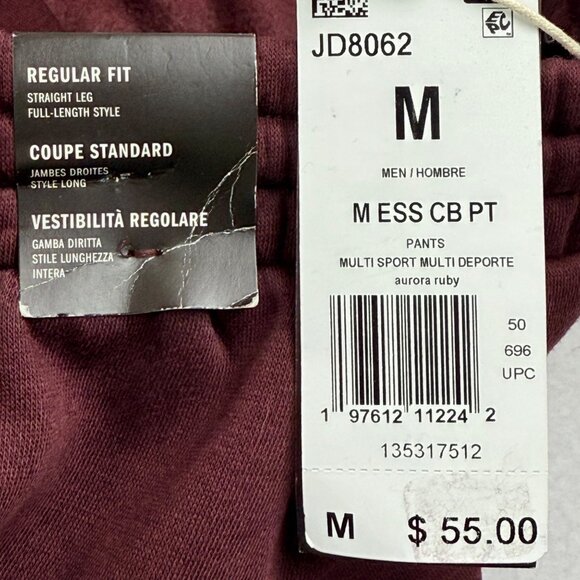 REGULAR FIT
STRAIGHT LEG
FULL-LENGTH STYLE
COUPE STANDARD
JAMBES DROITES
STYLE LONG
VESTIBILITÀ REGOLARE
GAMBA DIRITTA
STILE LUNGHEZZA
INTERA
JD8062
M
MEN / HOMBRE
M ESS CB PT
PANTS
MULTI SPORT MULTI DEPORTE
aurora ruby
50
696
UPC
1 97612 11224 2
135317512
M $ 55.00